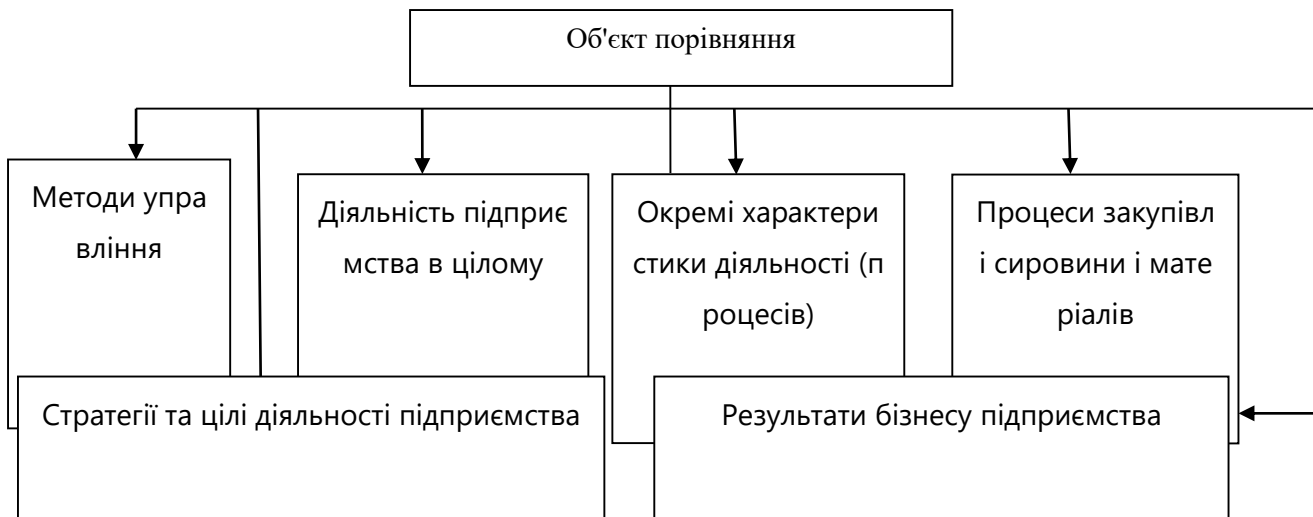 Об'єкт порівняння
Методи упра
вління
Діяльність підприє
мства в цілому
Окремі характери
стики діяльності (п
роцесів)
Процеси закупівл
і сировини і мате
ріалів
Стратегії та цілі діяльності підприємства
Результати бізнесу підприємства